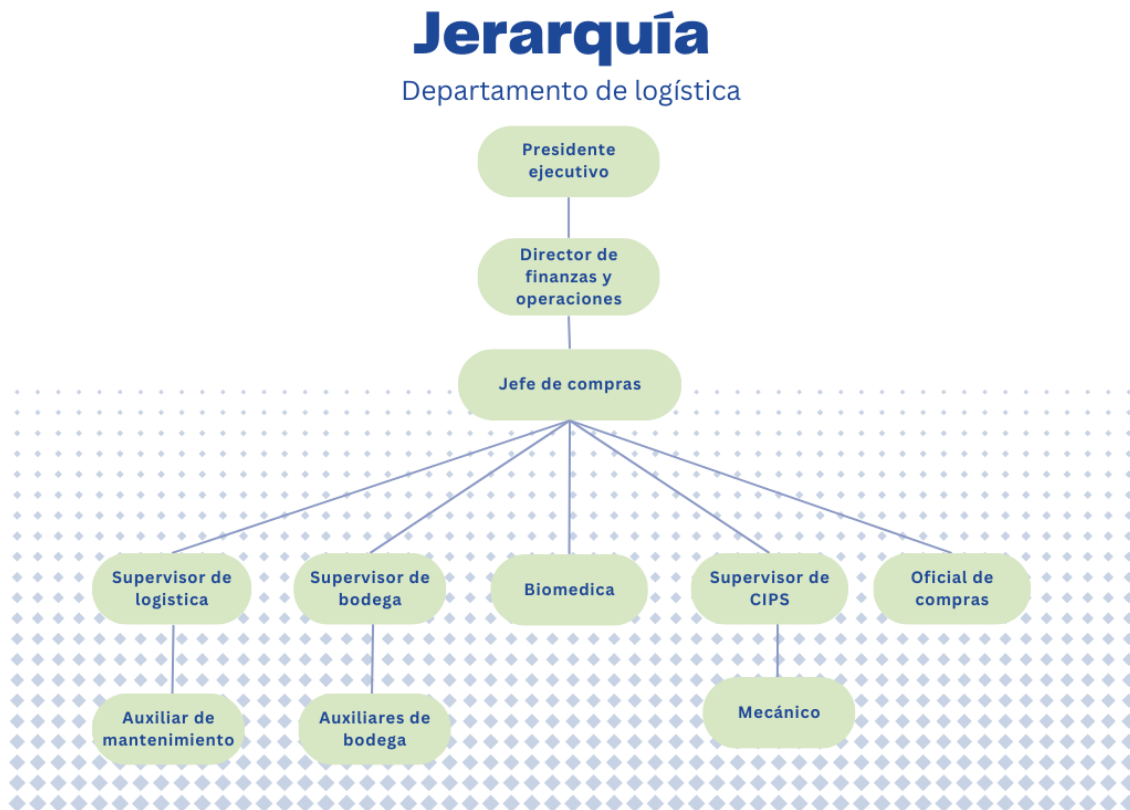 Jerarquía
Departamento de logística
Presidente
ejecutivo
Director de
finanzas y
operaciones
Jefe de compras
Supervisor de
logistica
Supervisor de
bodega
Biomedica
Supervisor de
CIPS
Oficial de
compras
Auxiliar de
mantenimiento
Auxiliares de
bodega
Mecánico